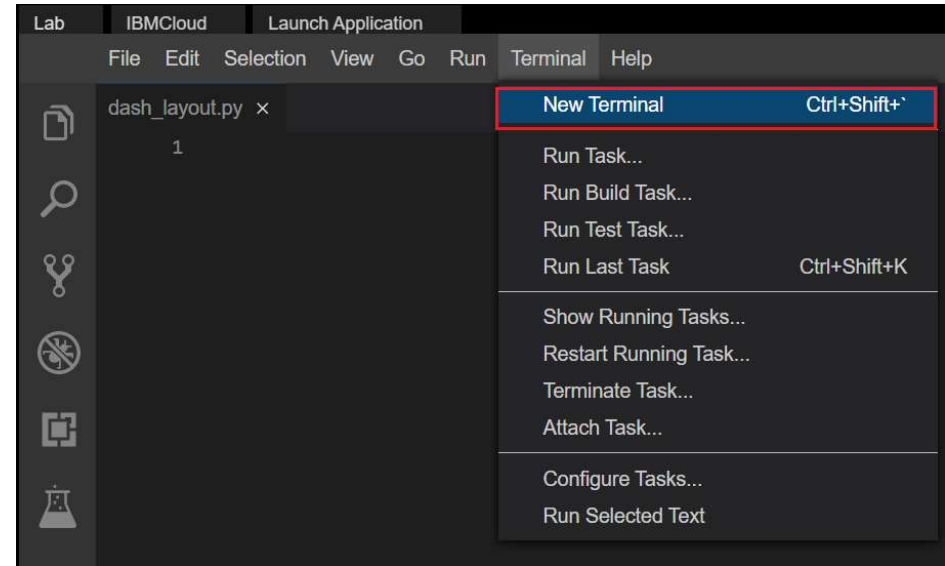 Lab IBMCloud Launch Application
File Edit Selection View Go Run Terminal Help
dash_layout.py ×
1
New Terminal Ctrl+Shift+`
Run Task...
Run Build Task...
Run Test Task...
Run Last Task Ctrl+Shift+K
Show Running Tasks...
Restart Running Task...
Terminate Task...
Attach Task...
Configure Tasks...
Run Selected Text